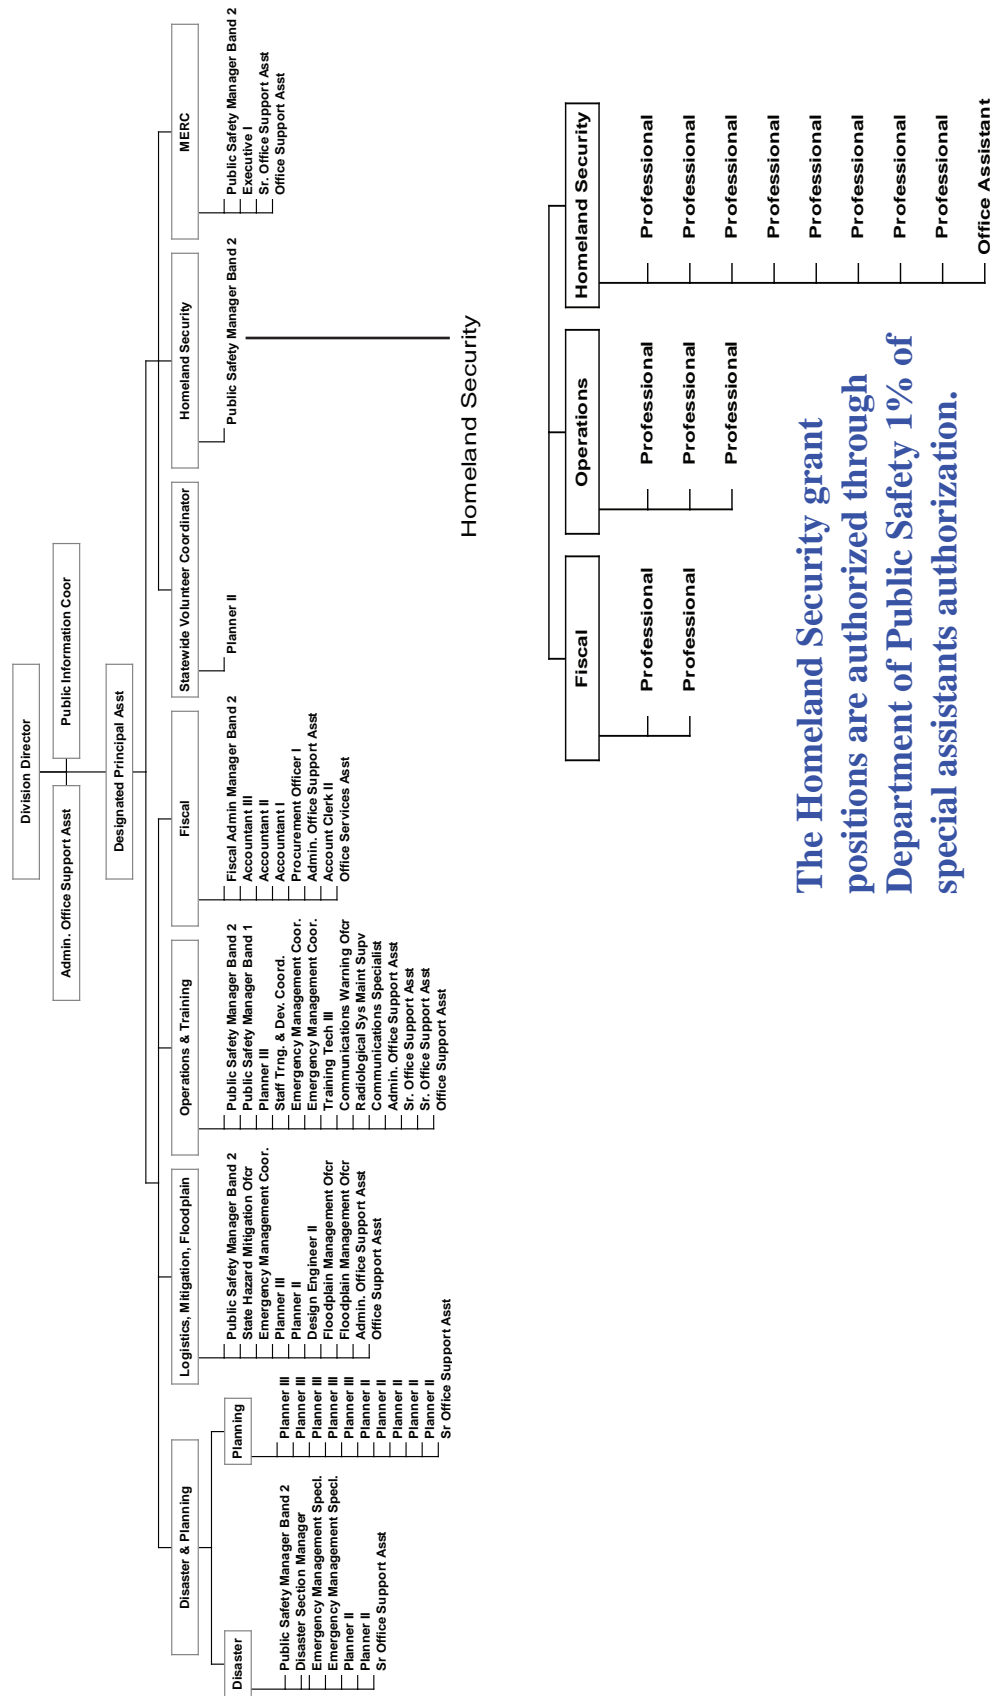 Division Director
Admin. Office Support Asst
Public Information Coor
Designated Principal Asst
Disaster & Planning
Disaster
Public Safety Manager Band 2
Disaster Section Manager
Emergency Management Specl.
Emergency Management Specl.
Planner II
Planner II
Sr Office Support Asst
Planning
Planner III
Planner III
Planner III
Planner III
Planner III
Planner II
Planner II
Planner II
Planner II
Planner II
Sr Office Support Asst
Logistics, Mitigation, Floodplain
Public Safety Manager Band 2
State Hazard Mitigation Ofcr
Emergency Management Coor.
Planner III
Planner II
Design Engineer II
Floodplain Management Ofcr
Floodplain Management Ofcr
Admin. Office Support Asst
Office Support Asst
Operations & Training
Public Safety Manager Band 2
Public Safety Manager Band 1
Planner III
Staff Trng. & Dev. Coord.
Emergency Management Coor.
Emergency Management Coor.
Training Tech III
Communications Warning Ofcr
Radiological Sys Maint Supv
Communications Specialist
Admin. Office Support Asst
Sr. Office Support Asst
Sr. Office Support Asst
Office Support Asst
Fiscal
Fiscal Admin Manager Band 2
Accountant III
Accountant II
Accountant I
Procurement Officer I
Admin. Office Support Asst
Account Clerk II
Office Services Asst
Statewide Volunteer Coordinator
Planner II
Homeland Security
Public Safety Manager Band 2
MERC
Public Safety Manager Band 2
Executive I
Sr. Office Support Asst
Office Support Asst
Homeland Security
Fiscal
Professional
Professional
Operations
Professional
Professional
Professional
Homeland Security
Professional
Professional
Professional
Professional
Professional
Professional
Professional
Professional
Office Assistant
The Homeland Security grant
positions are authorized through
Department of Public Safety 1% of
special assistants authorization.